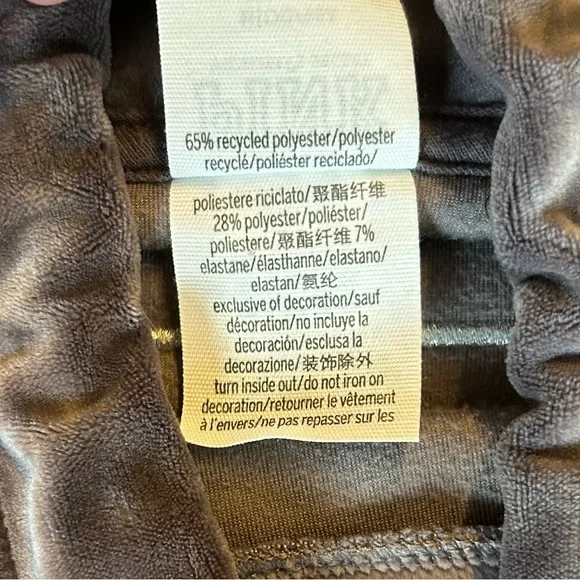 65% recycled polyester/polyester
recyclé/poliéster reciclado/
poliestere riciclato/聚酯纤维
28% polyester/poliéster/
poliestere/聚酯纤维 7%
elastane/élasthanne/elastano/
elastan/氨纶
exclusive of decoration/sauf
décoration/no incluye la
decoración/esclusa la
decorazione/装饰除外
turn inside out/do not iron on
decoration/retourner le vêtement
à l'envers/ne pas repasser sur les